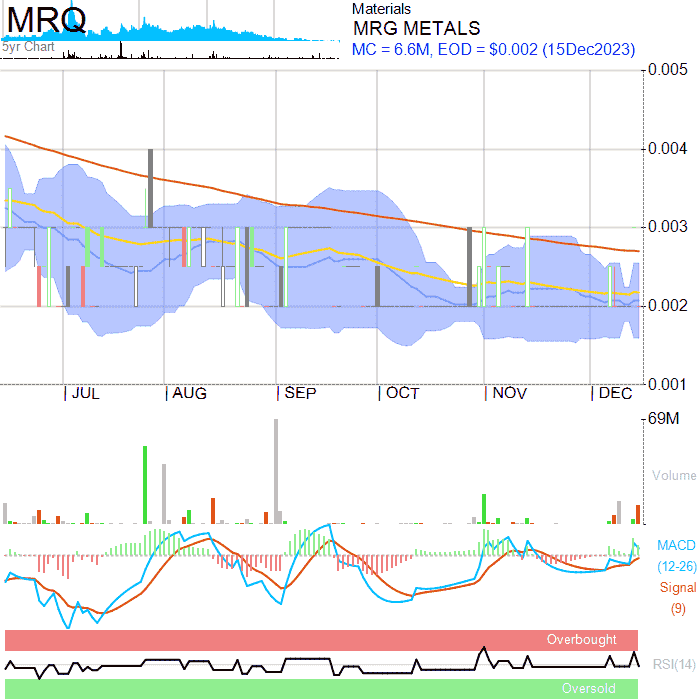 MRQ
5yr Chart
Materials
MRG METALS
MC = 6.6M, EOD = $0.002 (15Dec2023)
0.005
0.004
0.003
0.002
0.001
JUL AUG SEP OCT NOV DEC
69M
Volume
MACD
(12-26)
Signal
(9)
Overbought
RSI(14)
Oversold